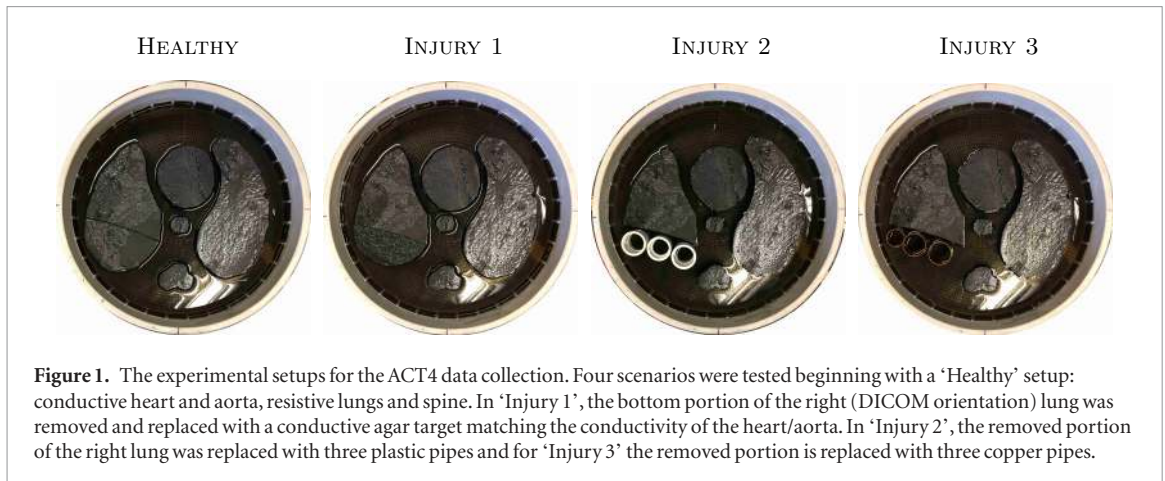 HEALTHY INJURY 1 INJURY 2 INJURY 3
Figure 1. The experimental setups for the ACT4 data collection. Four scenarios were tested beginning with a ‘Healthy’ setup:
conductive heart and aorta, resistive lungs and spine. In ‘Injury 1’, the bottom portion of the right (DICOM orientation) lung was
removed and replaced with a conductive agar target matching the conductivity of the heart/aorta. In ‘Injury 2’, the removed portion
of the right lung was replaced with three plastic pipes and for ‘Injury 3’ the removed portion is replaced with three copper pipes.